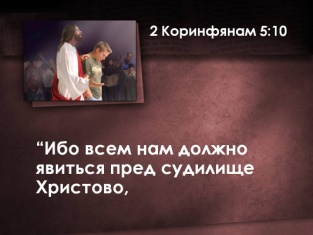 2 Коринфянам 5:10
“Ибо всем нам должно
явиться пред судилище
Христово,